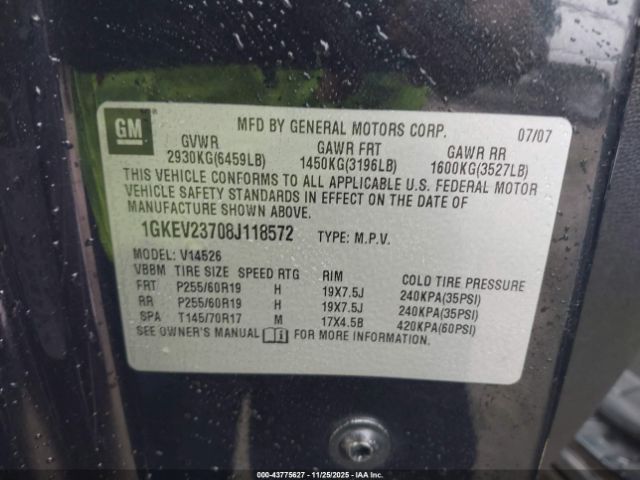 GM
MFD BY GENERAL MOTORS CORP. 07/07
GVWR GAWR FRT GAWR RR
2930KG(6459LB) 1450KG(3196LB) 1600KG(3527LB)
THIS VEHICLE CONFORMS TO ALL APPLICABLE U.S. FEDERAL MOTOR
VEHICLE SAFETY STANDARDS IN EFFECT ON THE DATE OF
MANUFACTURE SHOWN ABOVE.
1GKEV23708J118572 TYPE: M.P.V.
MODEL: V14526
VBBM TIRE SIZE SPEED RTG RIM COLD TIRE PRESSURE
FRT P255/60R19 H 19X7.5J 240KPA(35PSI)
RR P255/60R19 H 19X7.5J 240KPA(35PSI)
SPA T145/70R17 M 17X4.5B 420KPA(60PSI)
SEE OWNER'S MANUAL FOR MORE INFORMATION.
00-43775627 - 11/25/2025 - IAAI.COM